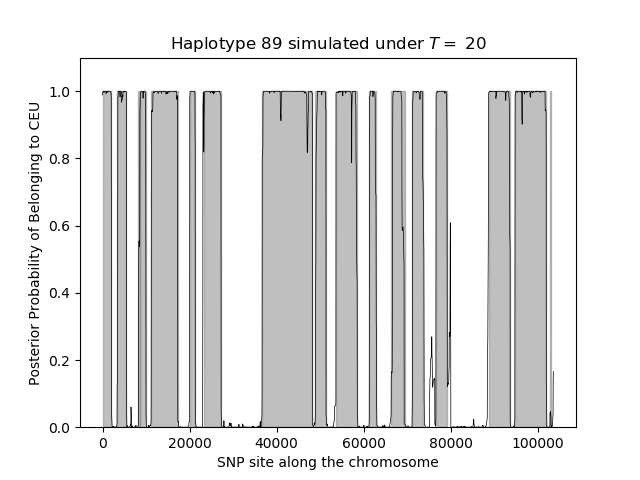 Haplotype 89 simulated under T = 20
Posterior Probability of Belonging to CEU
1.0
0.8
0.6
0.4
0.2
0.0
0 20000 40000 60000 80000 100000
SNP site along the chromosome